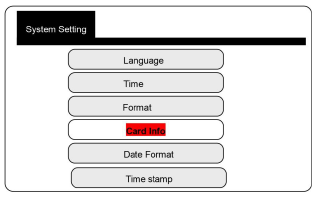 System Setting
Language
Time
Format
Card Info
Date Format
Time stamp